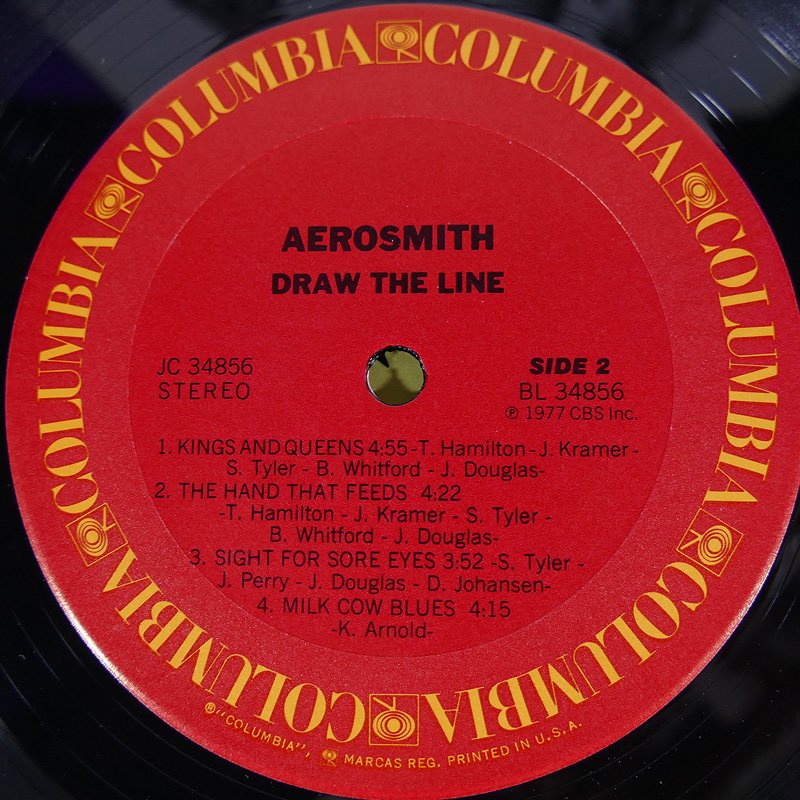 COLUMBIA COLUMBIA COLUMBIA COLUMBIA COLUMBIA COLUMBIA COLUMBIA COLUMBIA
AEROSMITH
DRAW THE LINE
JC 34856
STEREO
SIDE 2
BL 34856
℗ 1977 CBS Inc.
1. KINGS AND QUEENS 4:55 -T. Hamilton - J. Kramer -
S. Tyler - B. Whitford - J. Douglas-
2. THE HAND THAT FEEDS 4:22
-T. Hamilton - J. Kramer - S. Tyler -
B. Whitford - J. Douglas-
3. SIGHT FOR SORE EYES 3:52 -S. Tyler -
J. Perry - J. Douglas - D. Johansen-
4. MILK COW BLUES 4:15
-K. Arnold-
®"COLUMBIA", MARCAS REG. PRINTED IN U.S.A.